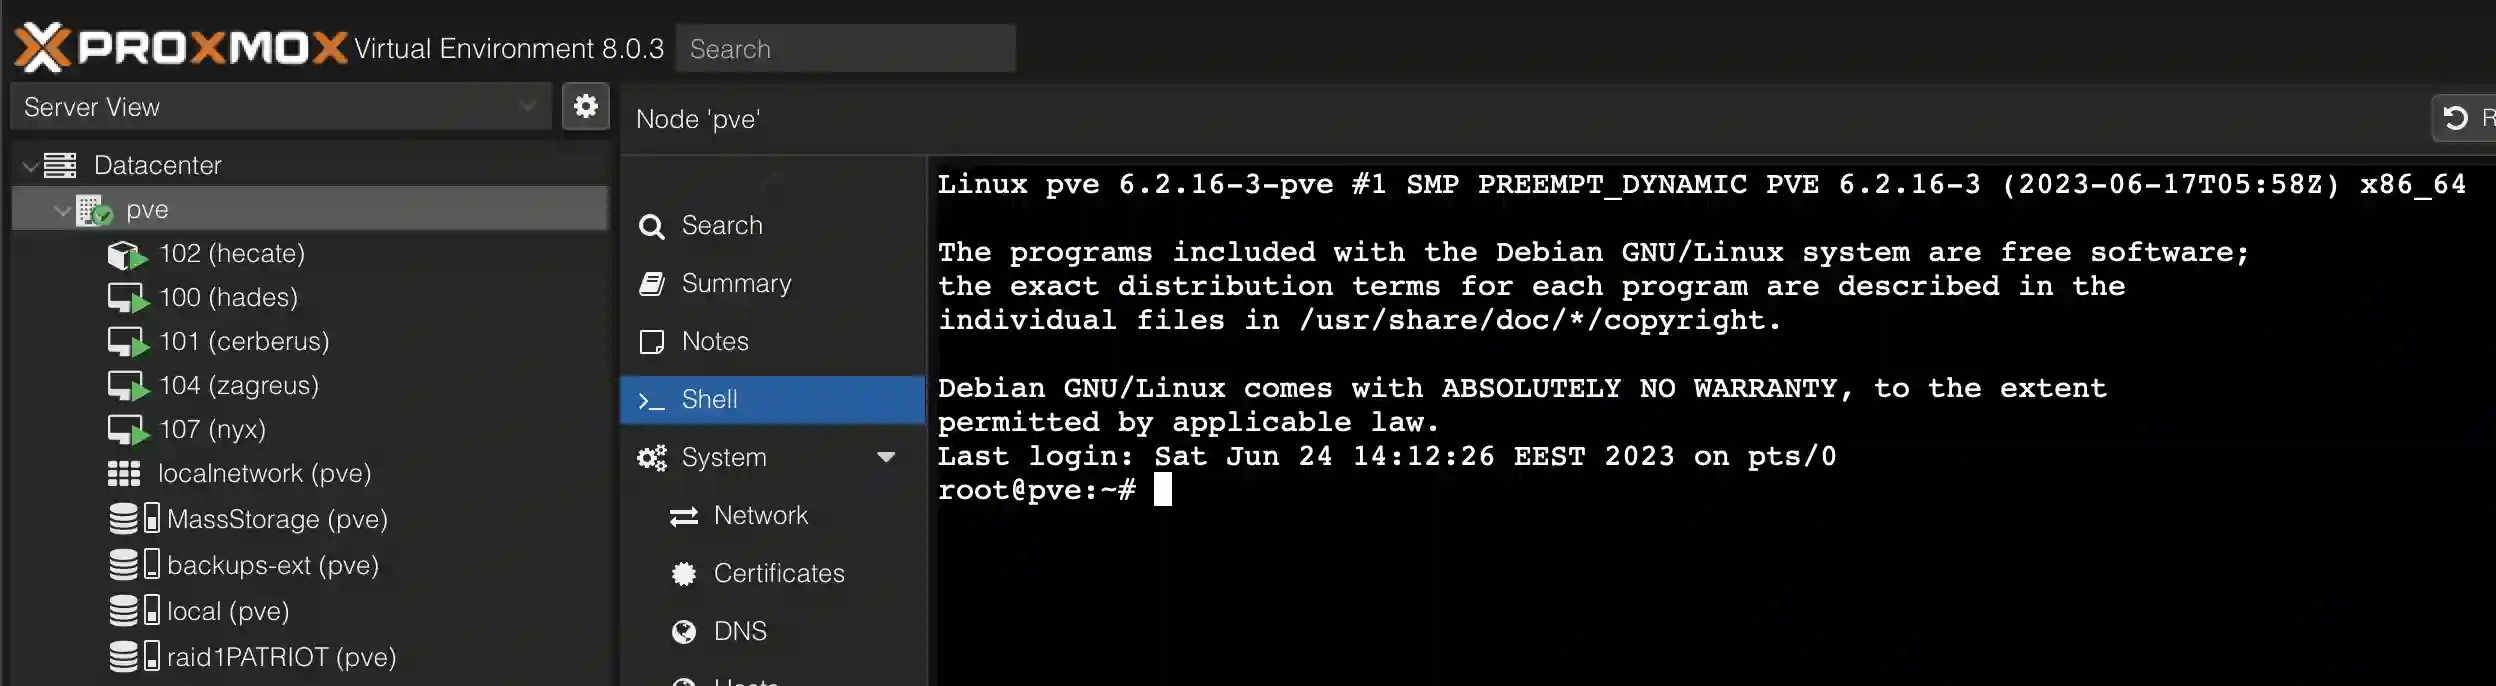 PROXMOX Virtual Environment 8.0.3 Search
Server View
Datacenter
pve
102 (hecate)
100 (hades)
101 (cerberus)
104 (zagreus)
107 (nyx)
localnetwork (pve)
MassStorage (pve)
backups-ext (pve)
local (pve)
raid1PATRIOT (pve)
Node 'pve'
R
Search
Summary
Notes
Shell
System
Network
Certificates
DNS
Hosts
Linux pve 6.2.16-3-pve #1 SMP PREEMPT_DYNAMIC PVE 6.2.16-3 (2023-06-17T05:58Z) x86_64
The programs included with the Debian GNU/Linux system are free software;
the exact distribution terms for each program are described in the
individual files in /usr/share/doc/*/copyright.
Debian GNU/Linux comes with ABSOLUTELY NO WARRANTY, to the extent
permitted by applicable law.
Last login: Sat Jun 24 14:12:26 EEST 2023 on pts/0
root@pve:~#